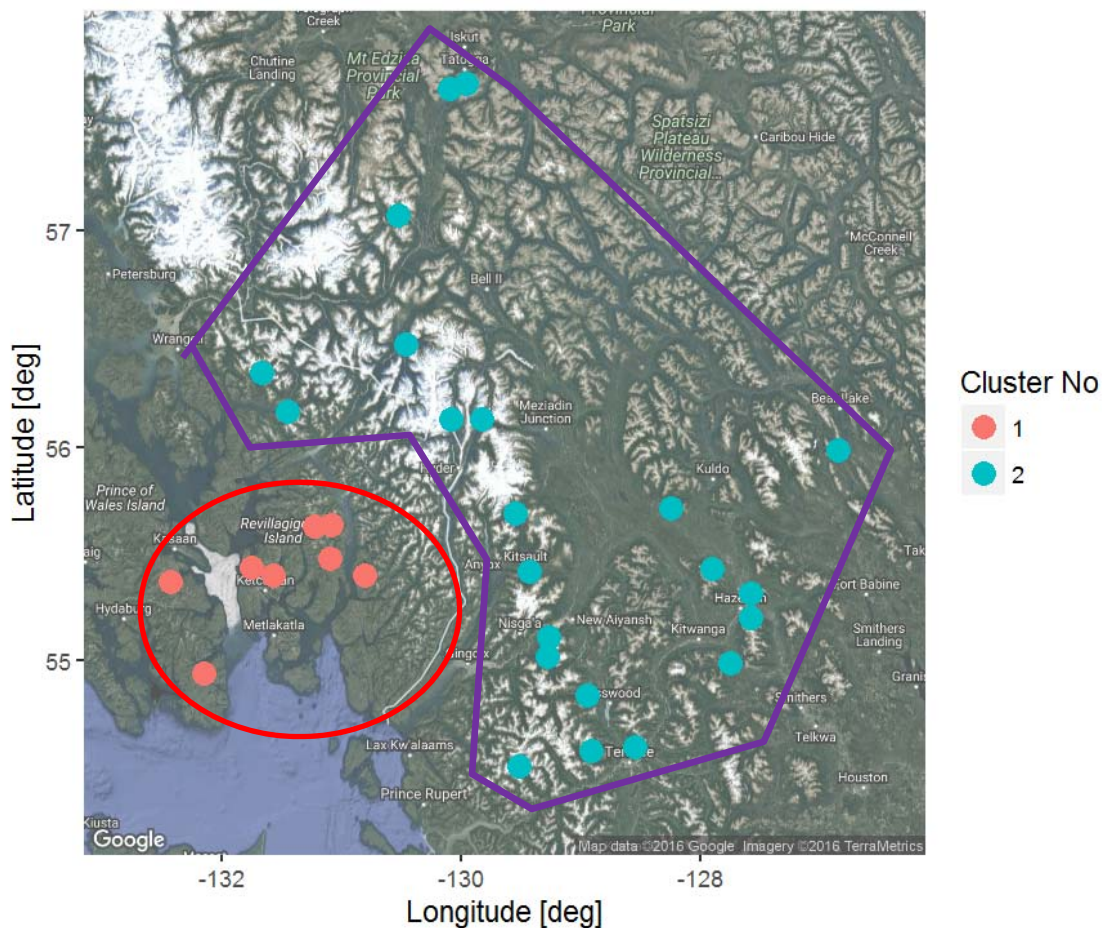 Creek
Iskut
Provincial
Park
Chutine
Landing
Mt Edziza
Provincial
Park
Tatogga
Spatsizi
Plateau
Wilderness
Provincial...
Caribou Hide
57
McConnell
Creek
Petersburg
Bell II
Wrangell
Meziadin
Junction
Bear Lake
56
Kuldo
Prince of
Wales Island
Revillagige
Island
Kasaan
Kitsault
Anyox
Tak
Fort Babine
Ketchikan
Hydaburg
Metlakatla
Nisga'a
New Aiyansh
Kitwanga
Smithers
Landing
55
Granis
Smithers
Telkwa
Lax Kw'alaams
Houston
Prince Rupert
Kiusta
Google
Map data ©2016 Google Imagery ©2016 TerraMetrics
-132
-130
-128
Longitude [deg]
Latitude [deg]
Cluster No
1
2